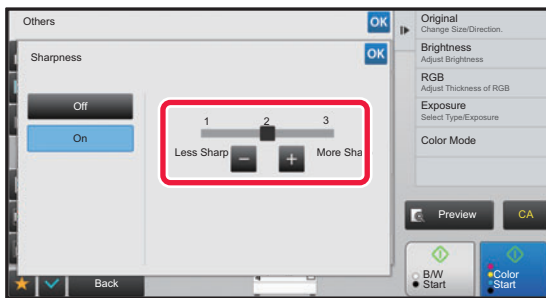 Others
OK
Sharpness
OK
Off
On
1 2 3
Less Sharp
More Sha
Back
Original
Change Size/Direction.
Brightness
Adjust Brightness
RGB
Adjust Thickness of RGB
Exposure
Select Type/Exposure
Color Mode
Preview
CA
B/W
Start
Color
Start